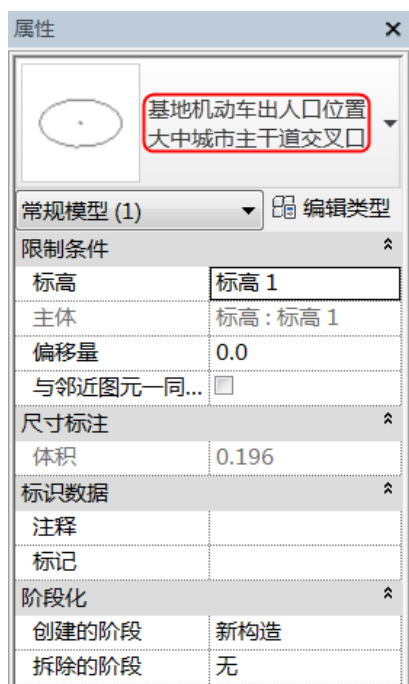 属性
基地机动车出人口位置
大中城市主干道交叉口
常规模型 (1)
编辑类型
限制条件
标高 标高 1
主体 标高 : 标高 1
偏移量 0.0
与邻近图元一同...
尺寸标注
体积 0.196
标识数据
注释
标记
阶段化
创建的阶段 新构造
拆除的阶段 无